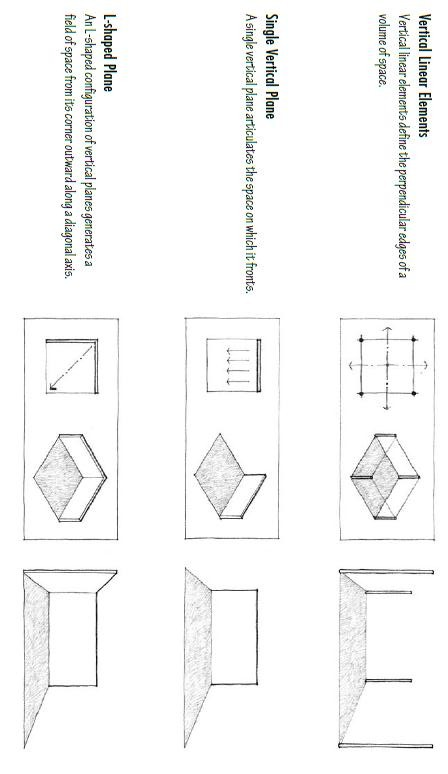 Vertical Linear Elements
Vertical linear elements define the perpendicular edges of a
volume of space.
Single Vertical Plane
A single vertical plane articulates the space on which it fronts.
L-shaped Plane
An L-shaped configuration of vertical planes generates a
field of space from its corner outward along a diagonal axis.